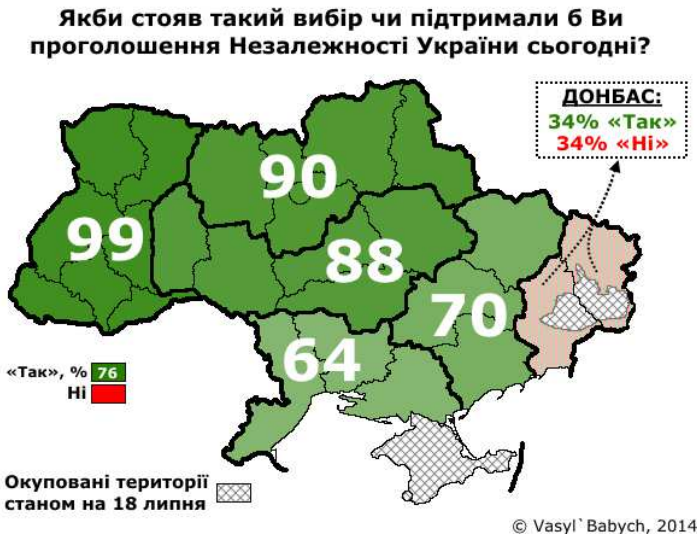 Якби стояв такий вибір чи підтримали б Ви
проголошення Незалежності України сьогодні?
ДОНБАС:
34% «Так»
34% «Ні»
90
99
88
70
64
«Так», % 76
Ні
Окуповані території
станом на 18 липня
© Vasyl`Babych, 2014